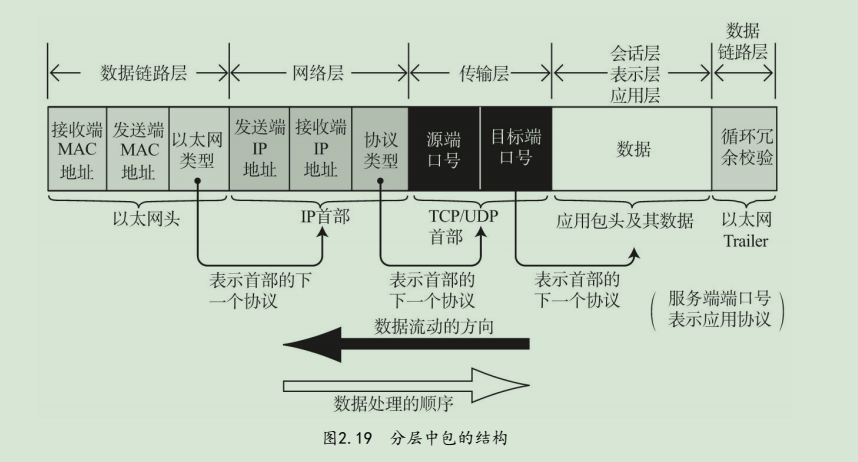 数据链路层
网络层
传输层
会话层
表示层
应用层
数据
链路层
接收端
MAC
地址
发送端
MAC
地址
以太网
类型
发送端
IP
地址
接收端
IP
地址
协议
类型
源端
口号
目标端
口号
数据
循环冗
余校验
以太网头
IP首部
TCP/UDP
首部
应用包头及其数据
以太网
Trailer
表示首部的下
一个协议
表示首部的
下一个协议
表示首部的
下一个协议
(服务端端口号
表示应用协议)
数据流动的方向
数据处理的顺序
图2.19 分层中包的结构